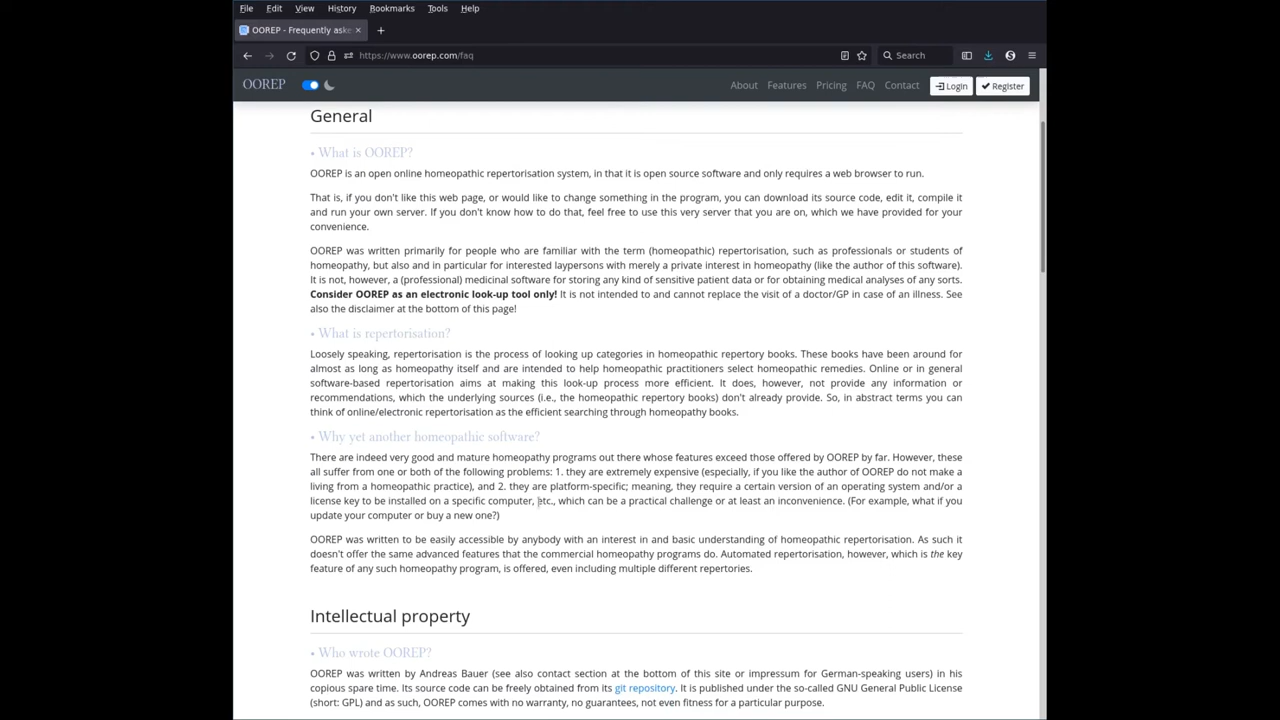 File Edit View History Bookmarks Tools Help
OOREP - Frequently aske
https://www.oorep.com/faq
Search
OOREP
About Features Pricing FAQ Contact Login Register
General
• What is OOREP?
OOREP is an open online homeopathic repertorisation system, in that it is open source software and only requires a web browser to run.
That is, if you don't like this web page, or would like to change something in the program, you can download its source code, edit it, compile it
and run your own server. If you don't know how to do that, feel free to use this very server that you are on, which we have provided for your
convenience.
OOREP was written primarily for people who are familiar with the term (homeopathic) repertorisation, such as professionals or students of
homeopathy, but also and in particular for interested laypersons with merely a private interest in homeopathy (like the author of this software).
It is not, however, a (professional) medicinal software for storing any kind of sensitive patient data or for obtaining medical analyses of any sorts.
Consider OOREP as an electronic look-up tool only! It is not intended to and cannot replace the visit of a doctor/GP in case of an illness. See
also the disclaimer at the bottom of this page!
• What is repertorisation?
Loosely speaking, repertorisation is the process of looking up categories in homeopathic repertory books. These books have been around for
almost as long as homeopathy itself and are intended to help homeopathic practitioners select homeopathic remedies. Online or in general
software-based repertorisation aims at making this look-up process more efficient. It does, however, not provide any information or
recommendations, which the underlying sources (i.e., the homeopathic repertory books) don't already provide. So, in abstract terms you can
think of online/electronic repertorisation as the efficient searching through homeopathy books.
• Why yet another homeopathic software?
There are indeed very good and mature homeopathy programs out there whose features exceed those offered by OOREP by far. However, these
all suffer from one or both of the following problems: 1. they are extremely expensive (especially, if you like the author of OOREP do not make a
living from a homeopathic practice), and 2. they are platform-specific; meaning, they require a certain version of an operating system and/or a
license key to be installed on a specific computer, etc., which can be a practical challenge or at least an inconvenience. (For example, what if you
update your computer or buy a new one?)
OOREP was written to be easily accessible by anybody with an interest in and basic understanding of homeopathic repertorisation. As such it
doesn't offer the same advanced features that the commercial homeopathy programs do. Automated repertorisation, however, which is the key
feature of any such homeopathy program, is offered, even including multiple different repertories.
Intellectual property
• Who wrote OOREP?
OOREP was written by Andreas Bauer (see also contact section at the bottom of this site or impressum for German-speaking users) in his
copious spare time. Its source code can be freely obtained from its git repository. It is published under the so-called GNU General Public License
(short: GPL) and as such, OOREP comes with no warranty, no guarantees, not even fitness for a particular purpose.